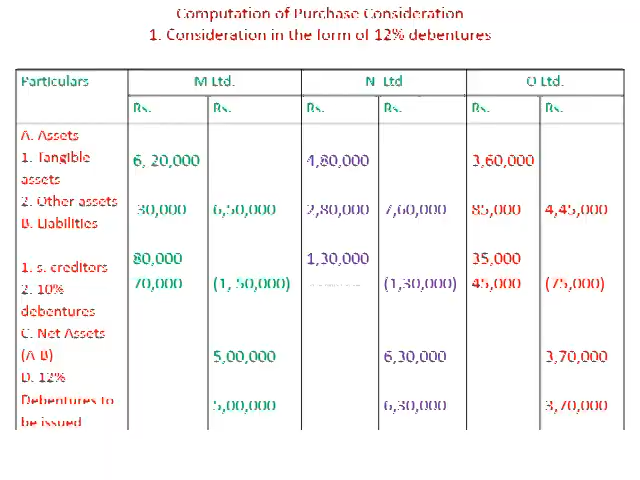 Computation of Purchase Consideration
1. Consideration in the form of 12% debentures
Particulars M Ltd. N Ltd O Ltd.
Rs. Rs. Rs. Rs. Rs. Rs.
A. Assets
1. Tangible 6, 20,000 4,80,000 3,60,000
assets
2. Other assets 30,000 6,50,000 2,80,000 7,60,000 85,000 4,45,000
B. Liabilities
80,000 1,30,000 35,000
1. s. creditors
2. 10% 70,000 (1, 50,000) (1,30,000) 45,000 (75,000)
debentures
C. Net Assets
(A-B) 5,00,000 6,30,000 3,70,000
D. 12%
Debentures to 5,00,000 6,30,000 3,70,000
be issued